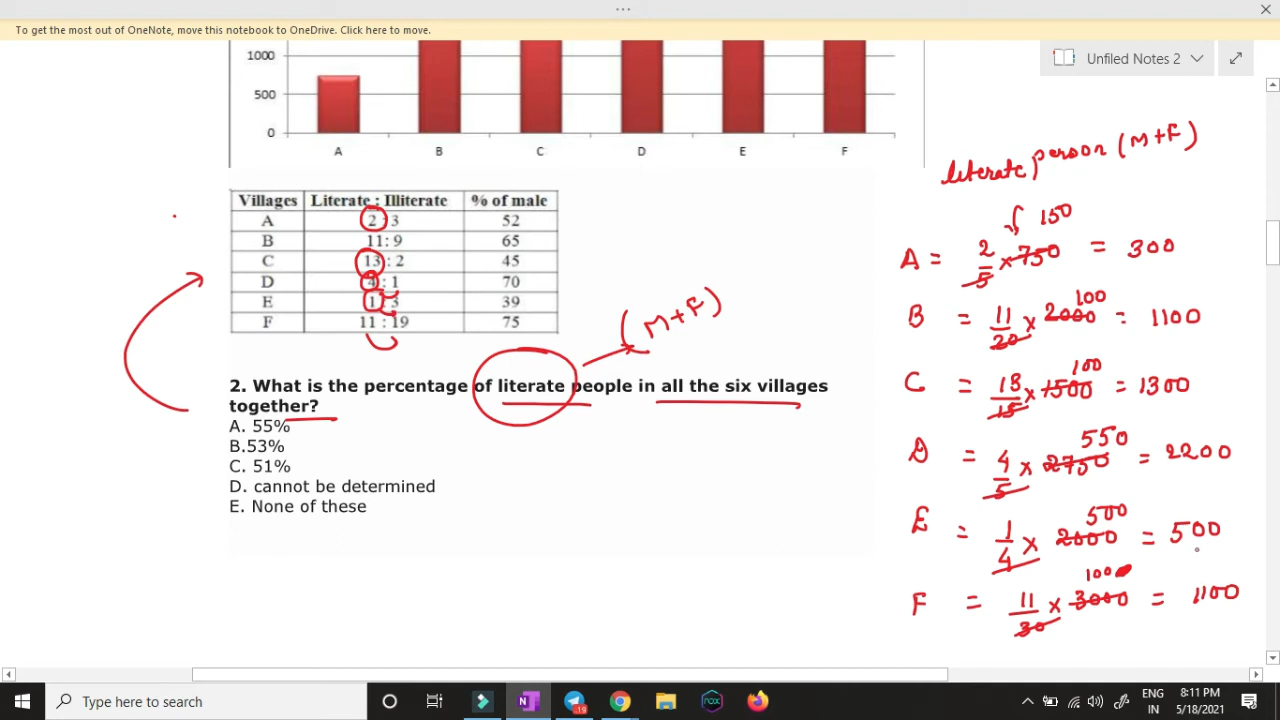 To get the most out of OneNote, move this notebook to OneDrive. Click here to move.
Unfiled Notes 2
1000
500
0
A B C D E F
Villages Literate : Illiterate % of male
A 2 : 3 52
B 11: 9 65
C 13 : 2 45
D 4 : 1 70
E 1 : 3 39
F 11 : 19 75
(M+F)
2. What is the percentage of literate people in all the six villages
together?
A. 55%
B.53%
C. 51%
D. cannot be determined
E. None of these
literate person (M+F)
150
A = 2/5 × 750 = 300
100
B = 11/20 × 2000 = 1100
100
C = 13/15 × 1500 = 1300
550
D = 4/5 × 2750 = 2200
500
E = 1/4 × 2000 = 500
100
F = 11/30 × 3000 = 1100
Type here to search
19
nox
ENG
IN
8:11 PM
5/18/2021